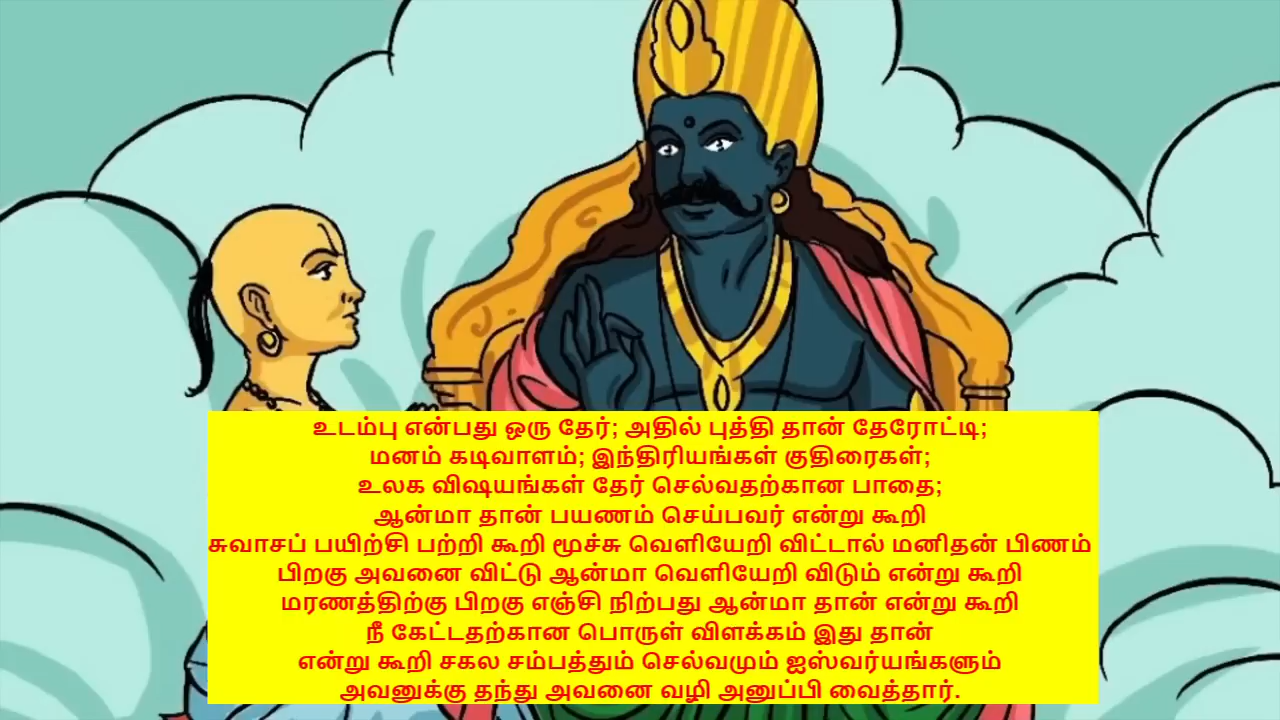 உடம்பு என்பது ஒரு தேர்; அதில் புத்தி தான் தேரோட்டி;
மனம் கடிவாளம்; இந்திரியங்கள் குதிரைகள்;
உலக விஷயங்கள் தேர் செல்வதற்கான பாதை;
ஆன்மா தான் பயணம் செய்பவர் என்று கூறி
சுவாசப் பயிற்சி பற்றி கூறி மூச்சு வெளியேறி விட்டால் மனிதன் பிணம்
பிறகு அவனை விட்டு ஆன்மா வெளியேறி விடும் என்று கூறி
மரணத்திற்கு பிறகு எஞ்சி நிற்பது ஆன்மா தான் என்று கூறி
நீ கேட்டதற்கான பொருள் விளக்கம் இது தான்
என்று கூறி சகல சம்பத்தும் செல்வமும் ஐஸ்வர்யங்களும்
அவனுக்கு தந்து அவனை வழி அனுப்பி வைத்தார்.